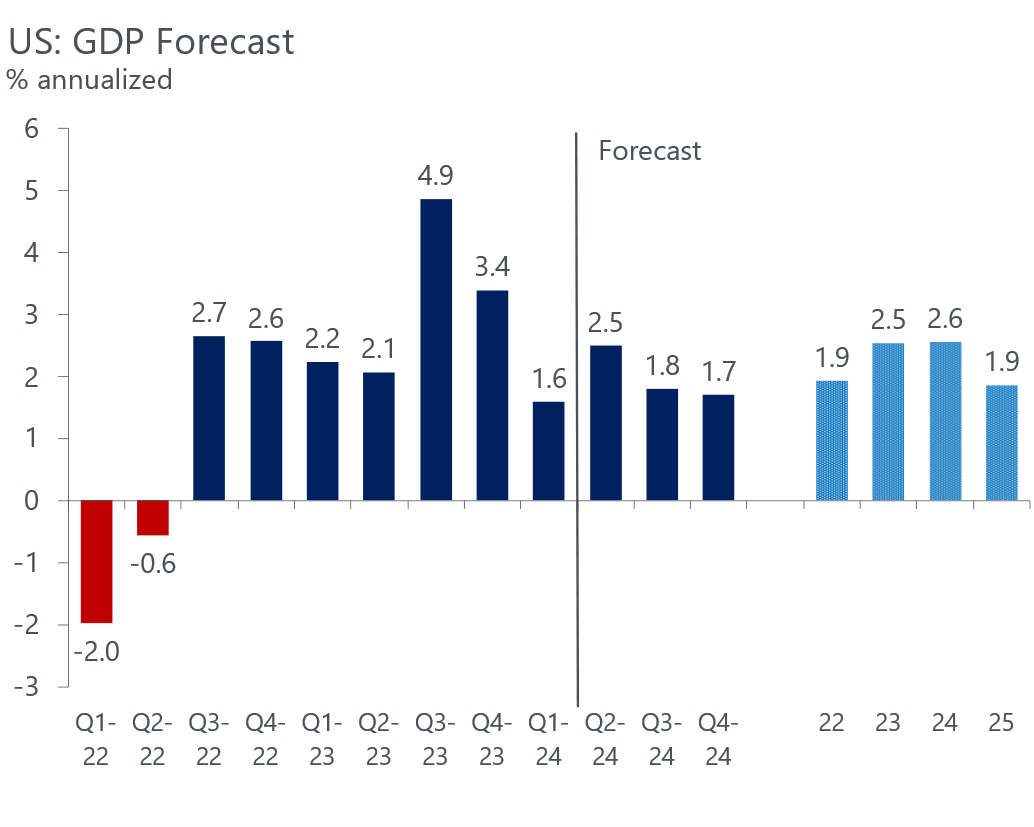 US: GDP Forecast
% annualized
6
5
4
3
2
1
0
-1
-2
-3
Forecast
-2.0
-0.6
2.7
2.6
2.2
2.1
4.9
3.4
1.6
2.5
1.8
1.7
1.9
2.5
2.6
1.9
Q1-
22
Q2-
22
Q3-
22
Q4-
22
Q1-
23
Q2-
23
Q3-
23
Q4-
23
Q1-
24
Q2-
24
Q3-
24
Q4-
24
22
23
24
25